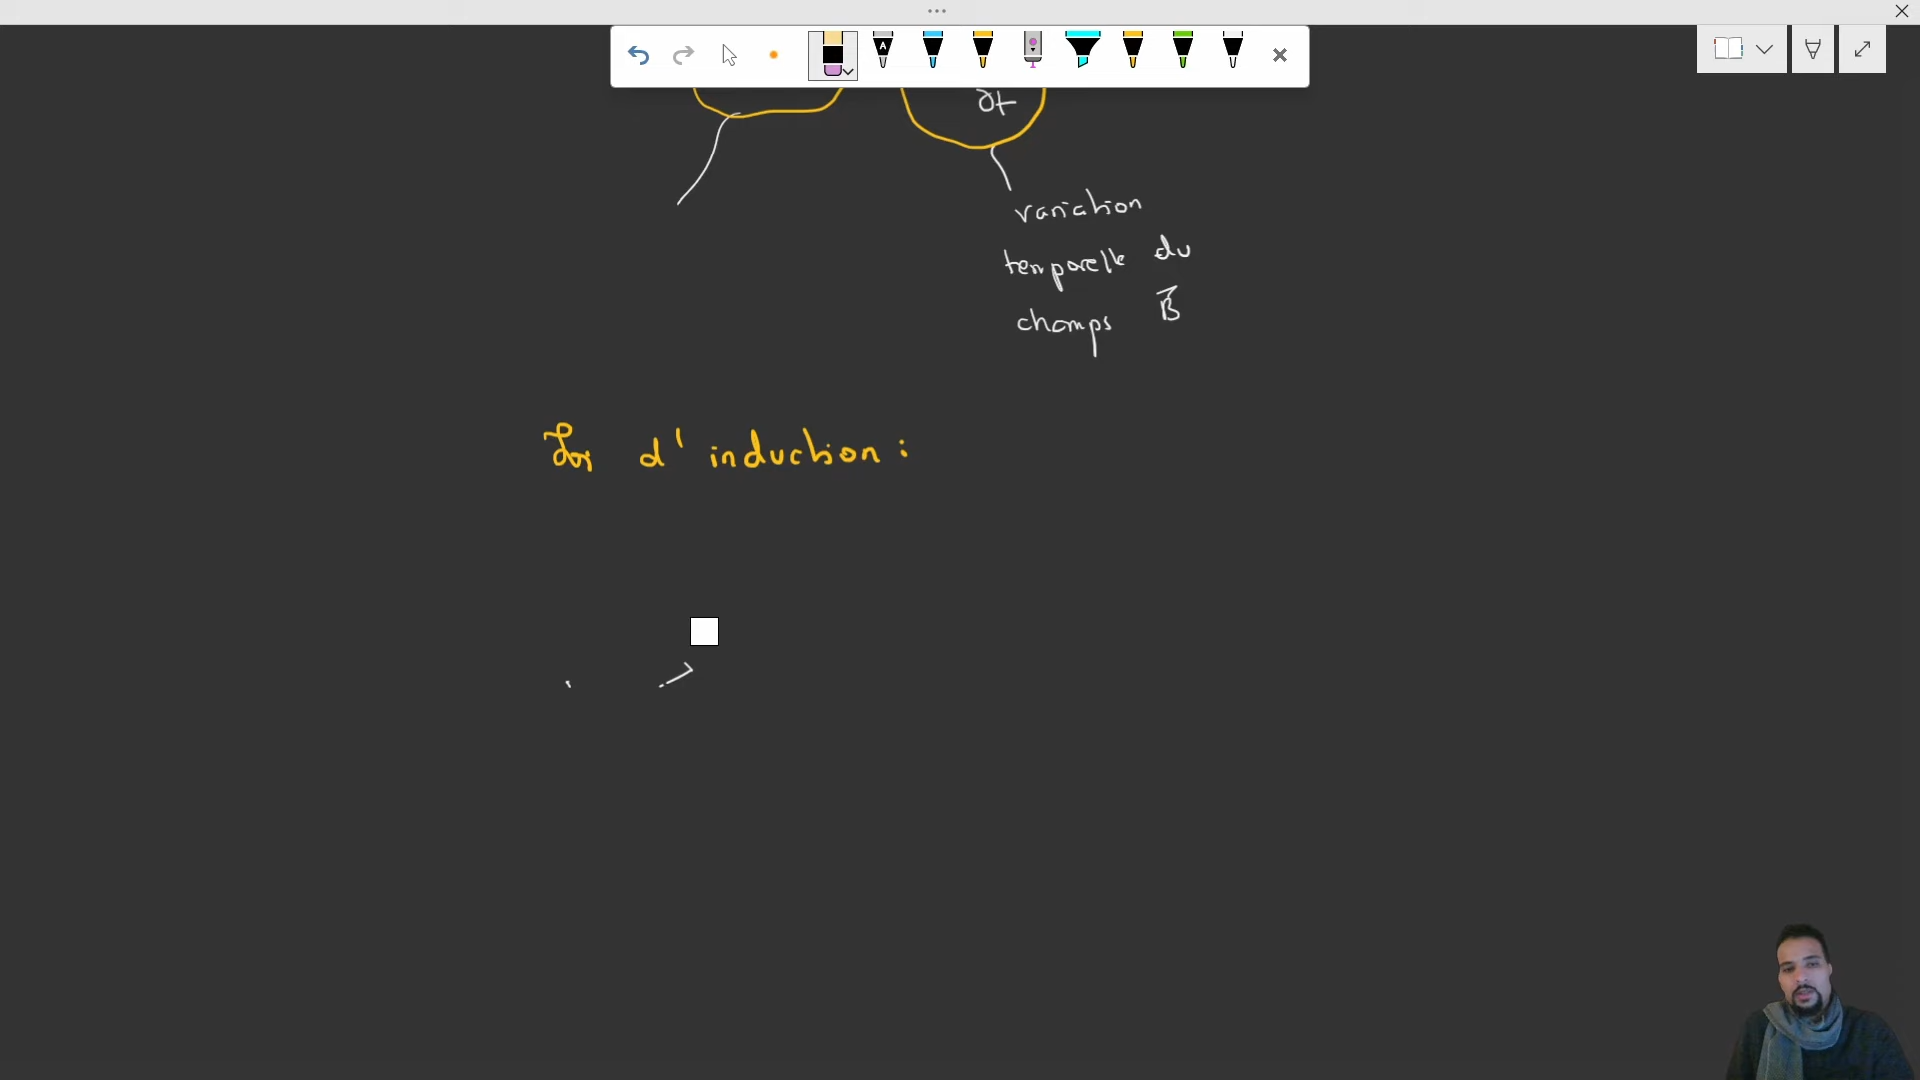 ∂t
variation
temporelle du
champs B⃗
Loi d'induction :